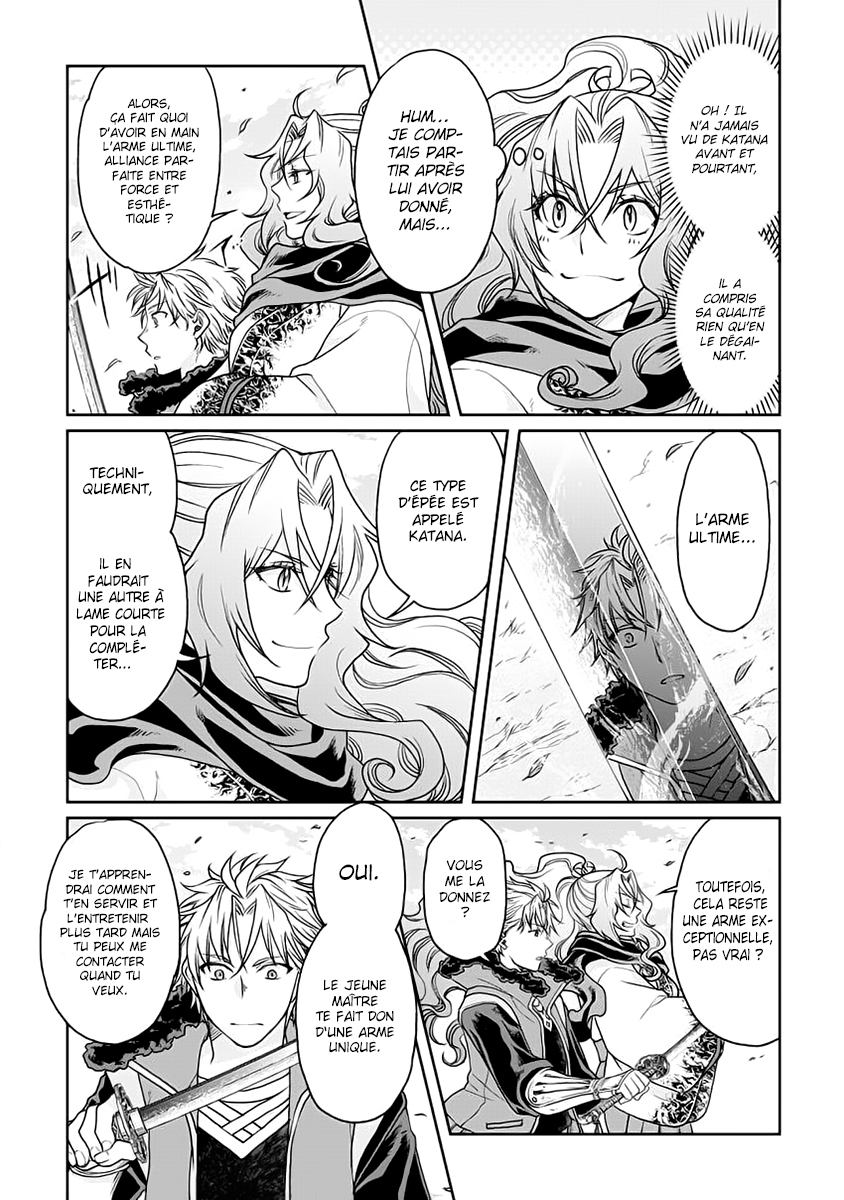 OH ! IL
N'A JAMAIS
VU DE KATANA
AVANT ET
POURTANT,
IL A
COMPRIS
SA QUALITÉ
RIEN QU'EN
LE DÉGAI-
NANT.
HUM...
JE COMP-
TAIS PAR-
TIR APRÈS
LUI AVOIR
DONNÉ,
MAIS...
ALORS,
ÇA FAIT QUOI
D'AVOIR EN MAIN
L'ARME ULTIME,
ALLIANCE PAR-
FAITE ENTRE
FORCE ET
ESTHÉ-
TIQUE ?
L'ARME
ULTIME...
CE TYPE
D'ÉPÉE EST
APPELÉ
KATANA.
TECHNI-
QUEMENT,
IL EN
FAUDRAIT
UNE AUTRE À
LAME COURTE
POUR LA
COMPLÉ-
TER...
TOUTEFOIS,
CELA RESTE
UNE ARME EX-
CEPTIONNELLE,
PAS VRAI ?
VOUS
ME LA
DONNEZ
?
OUI.
LE JEUNE
MAÎTRE
TE FAIT DON
D'UNE ARME
UNIQUE.
JE T'APPREN-
DRAI COMMENT
T'EN SERVIR ET
L'ENTRETENIR
PLUS TARD MAIS
TU PEUX ME
CONTACTER
QUAND TU
VEUX.